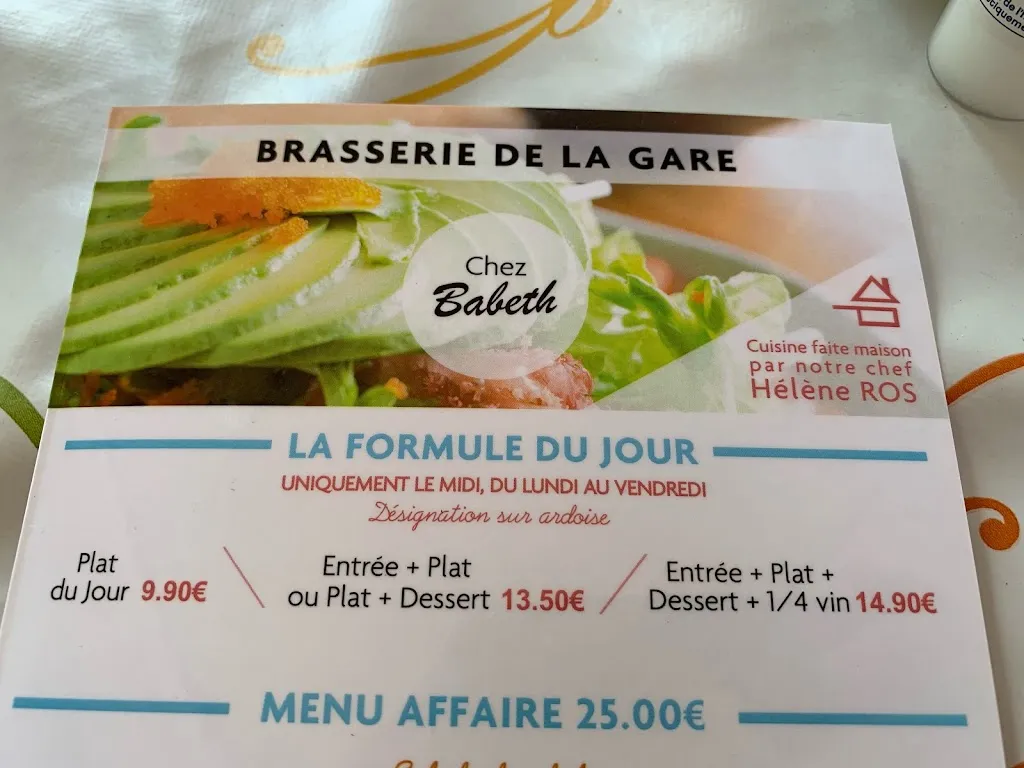 BRASSERIE DE LA GARE
Chez
Babeth
Cuisine faite maison
par notre chef
Hélène ROS
LA FORMULE DU JOUR
UNIQUEMENT LE MIDI, DU LUNDI AU VENDREDI
Désignation sur ardoise
Plat
du Jour 9.90€
Entrée + Plat
ou Plat + Dessert 13.50€
Entrée + Plat +
Dessert + 1/4 vin 14.90€
MENU AFFAIRE 25.00€